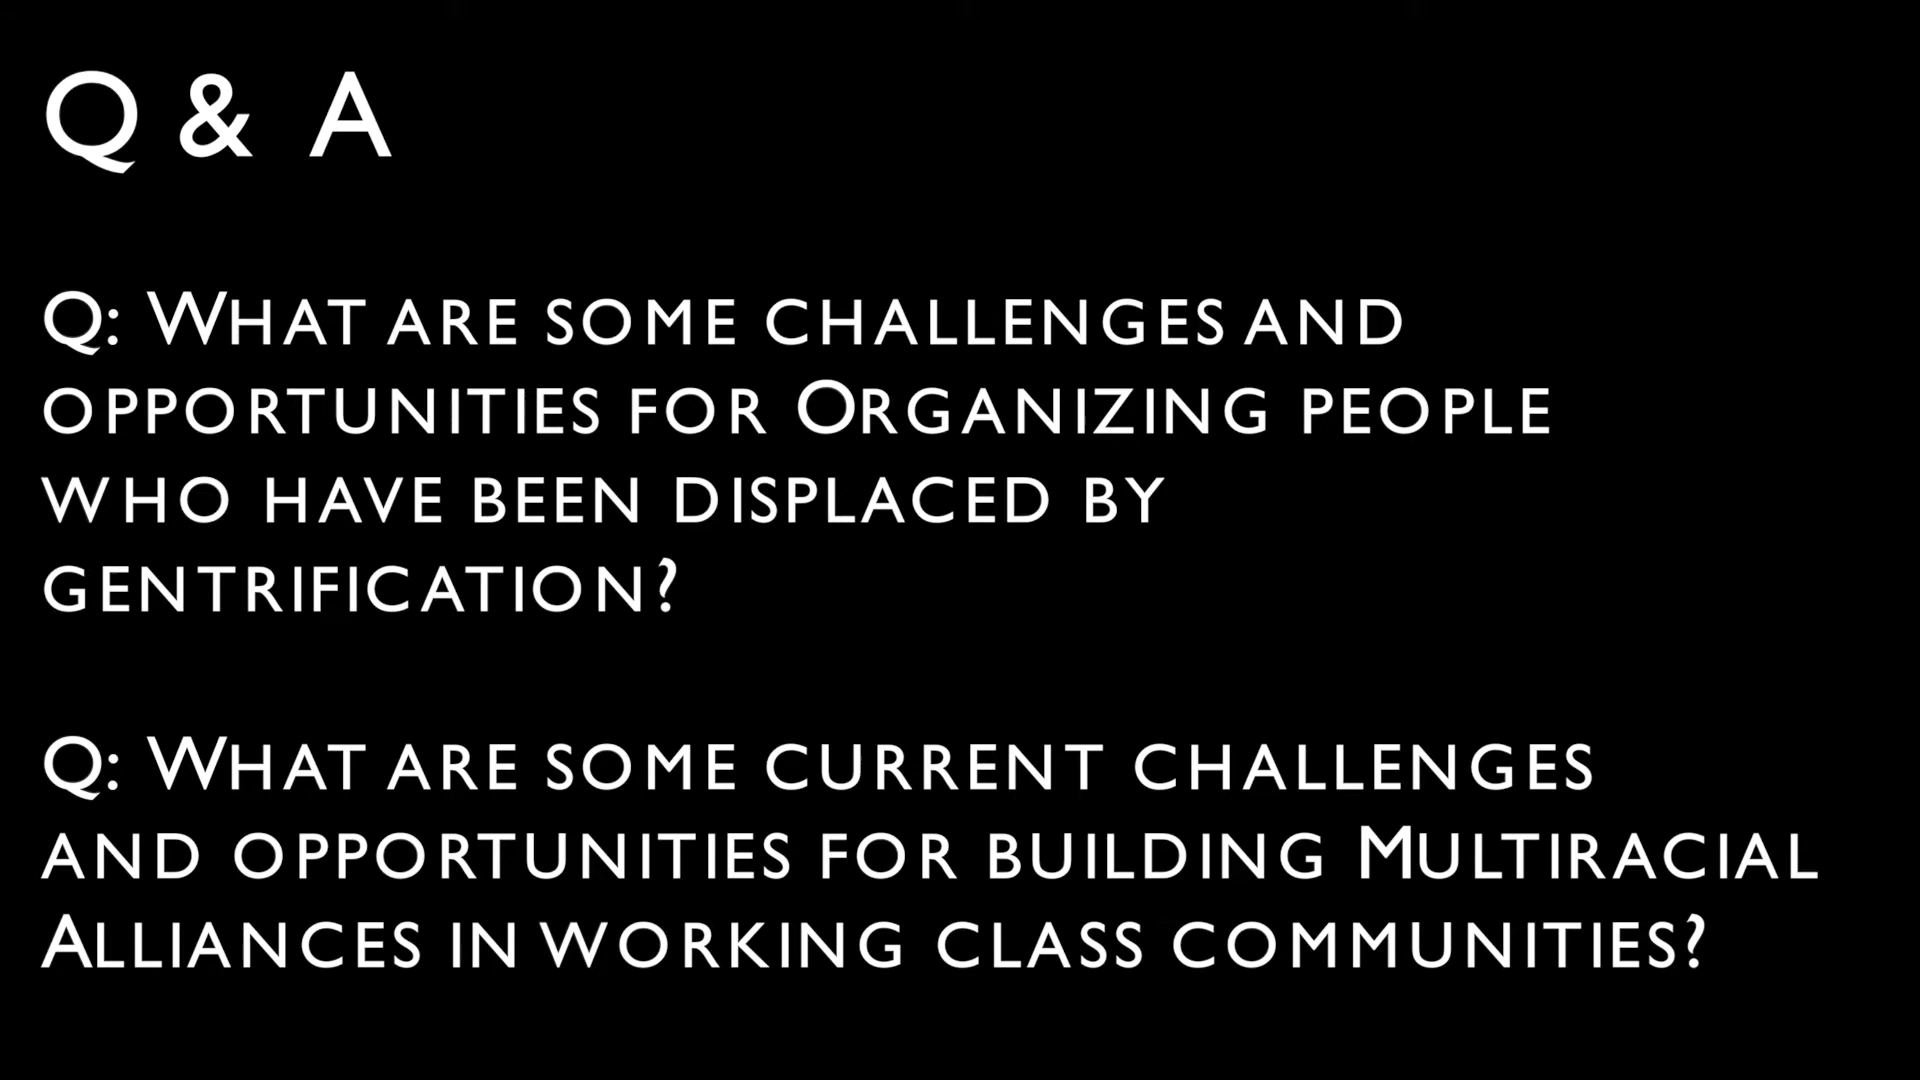 Q & A
Q: What are some challenges and
opportunities for Organizing people
who have been displaced by
gentrification?
Q: What are some current challenges
and opportunities for building Multiracial
Alliances in working class communities?